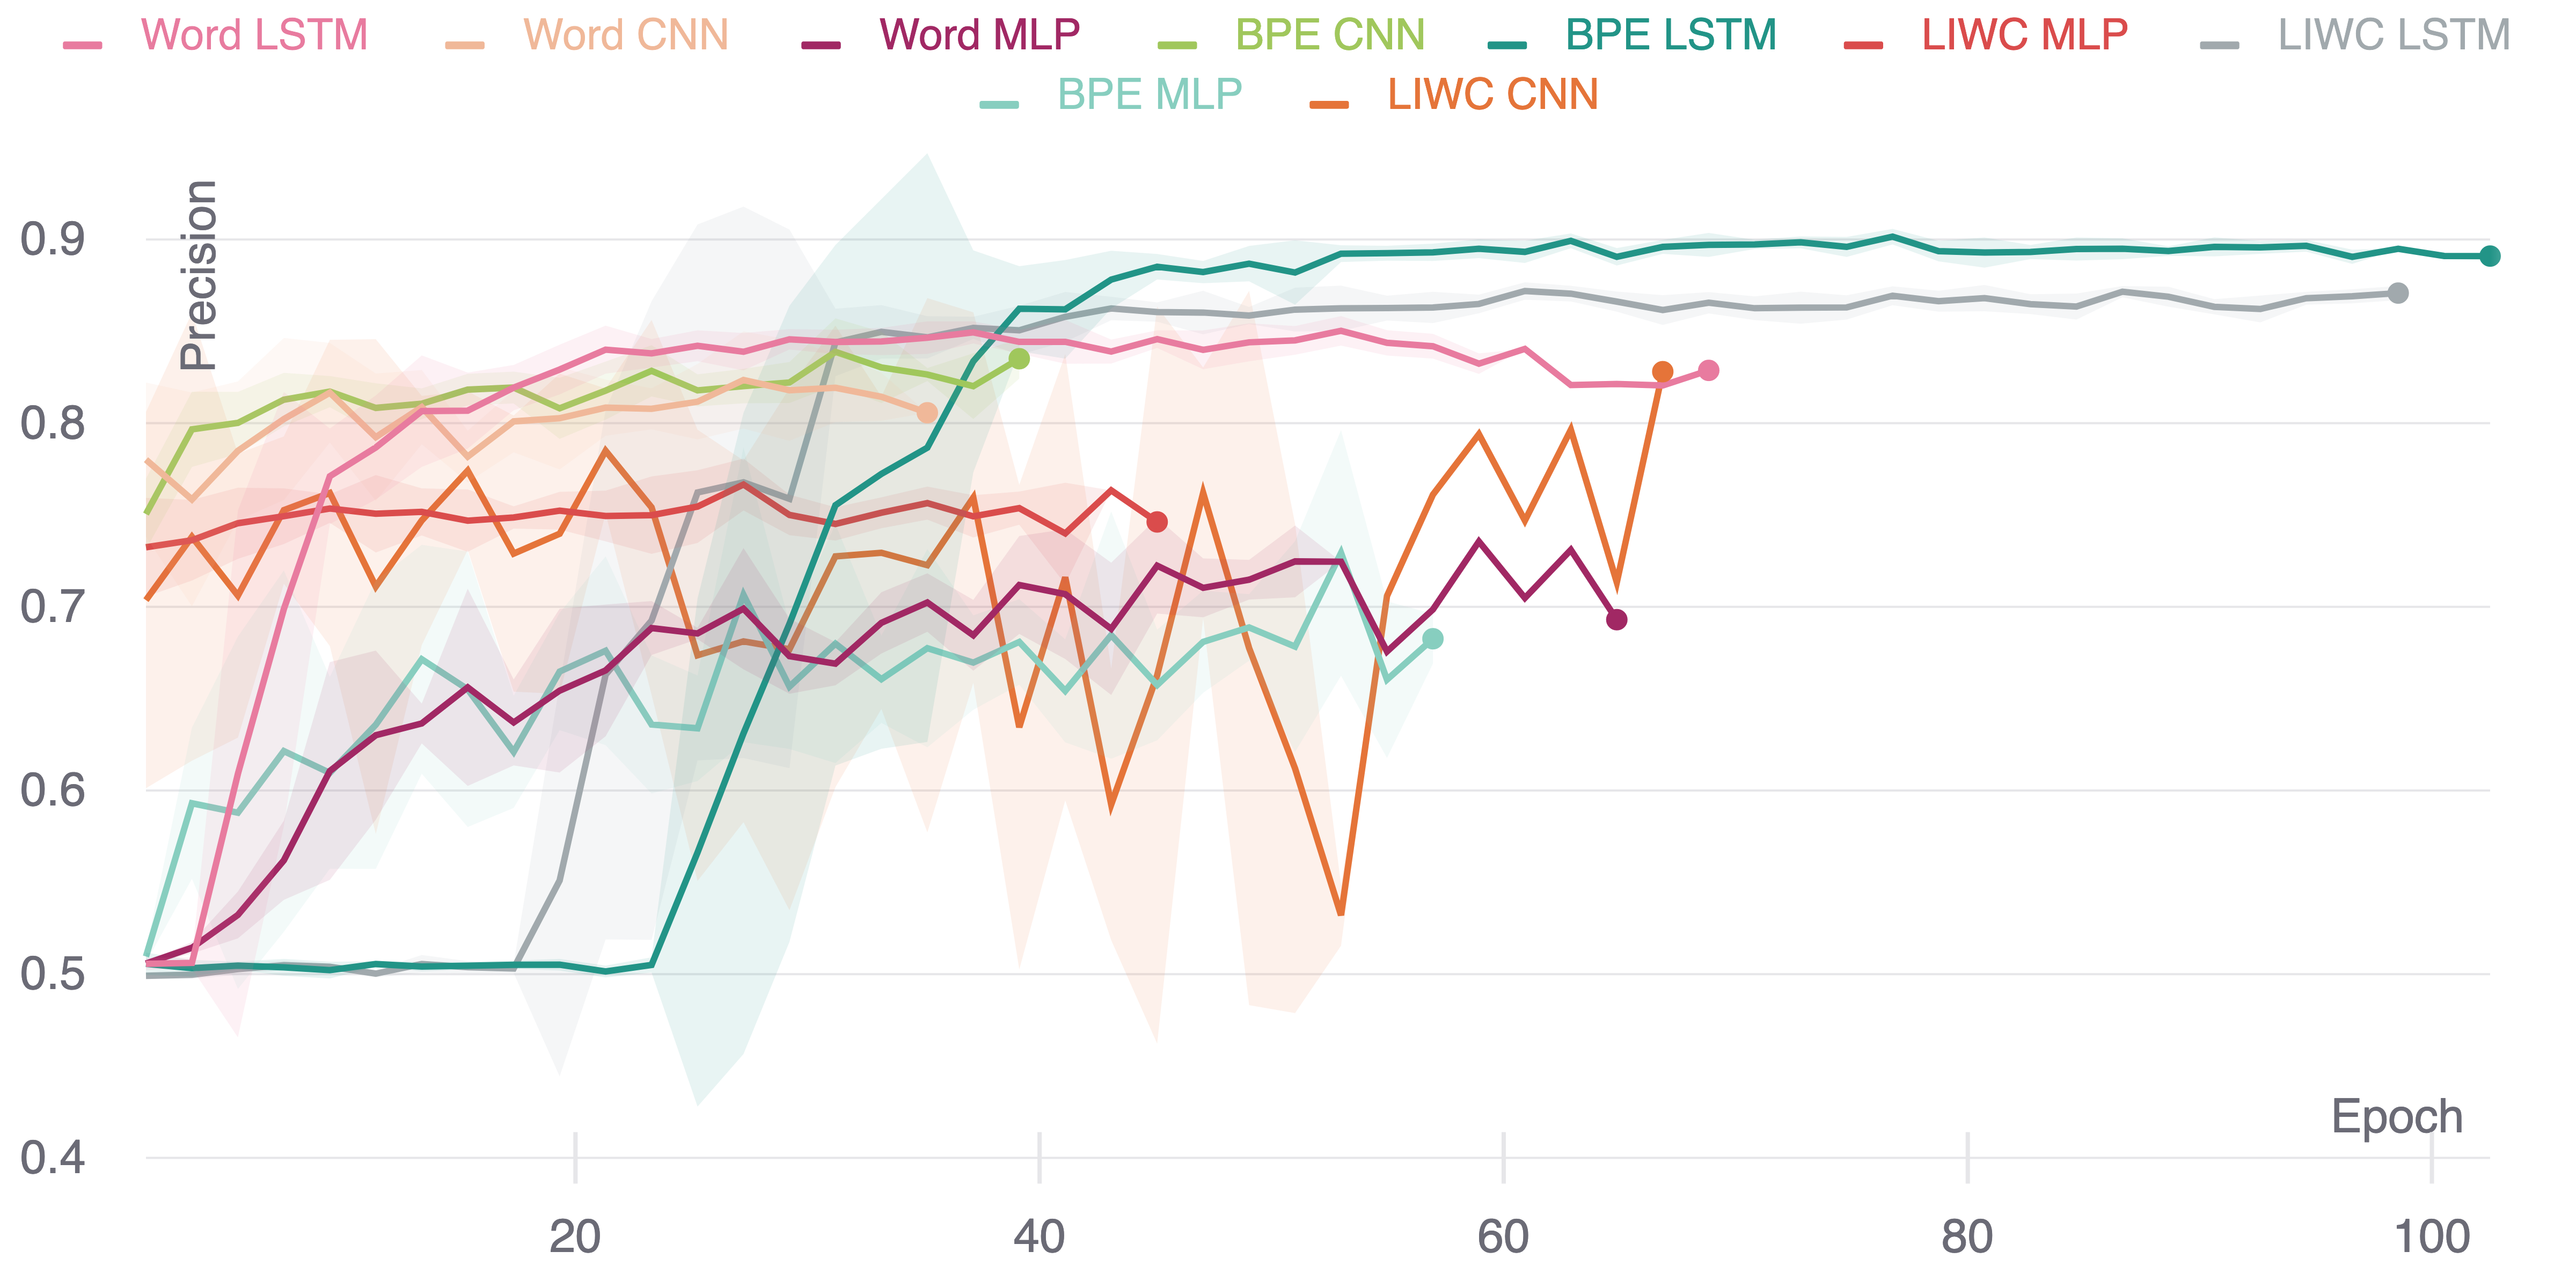 Word LSTM Word CNN Word MLP BPE CNN BPE LSTM LIWC MLP LIWC LSTM
BPE MLP LIWC CNN
Precision
0.9
0.8
0.7
0.6
0.5
Epoch
0.4
20 40 60 80 100